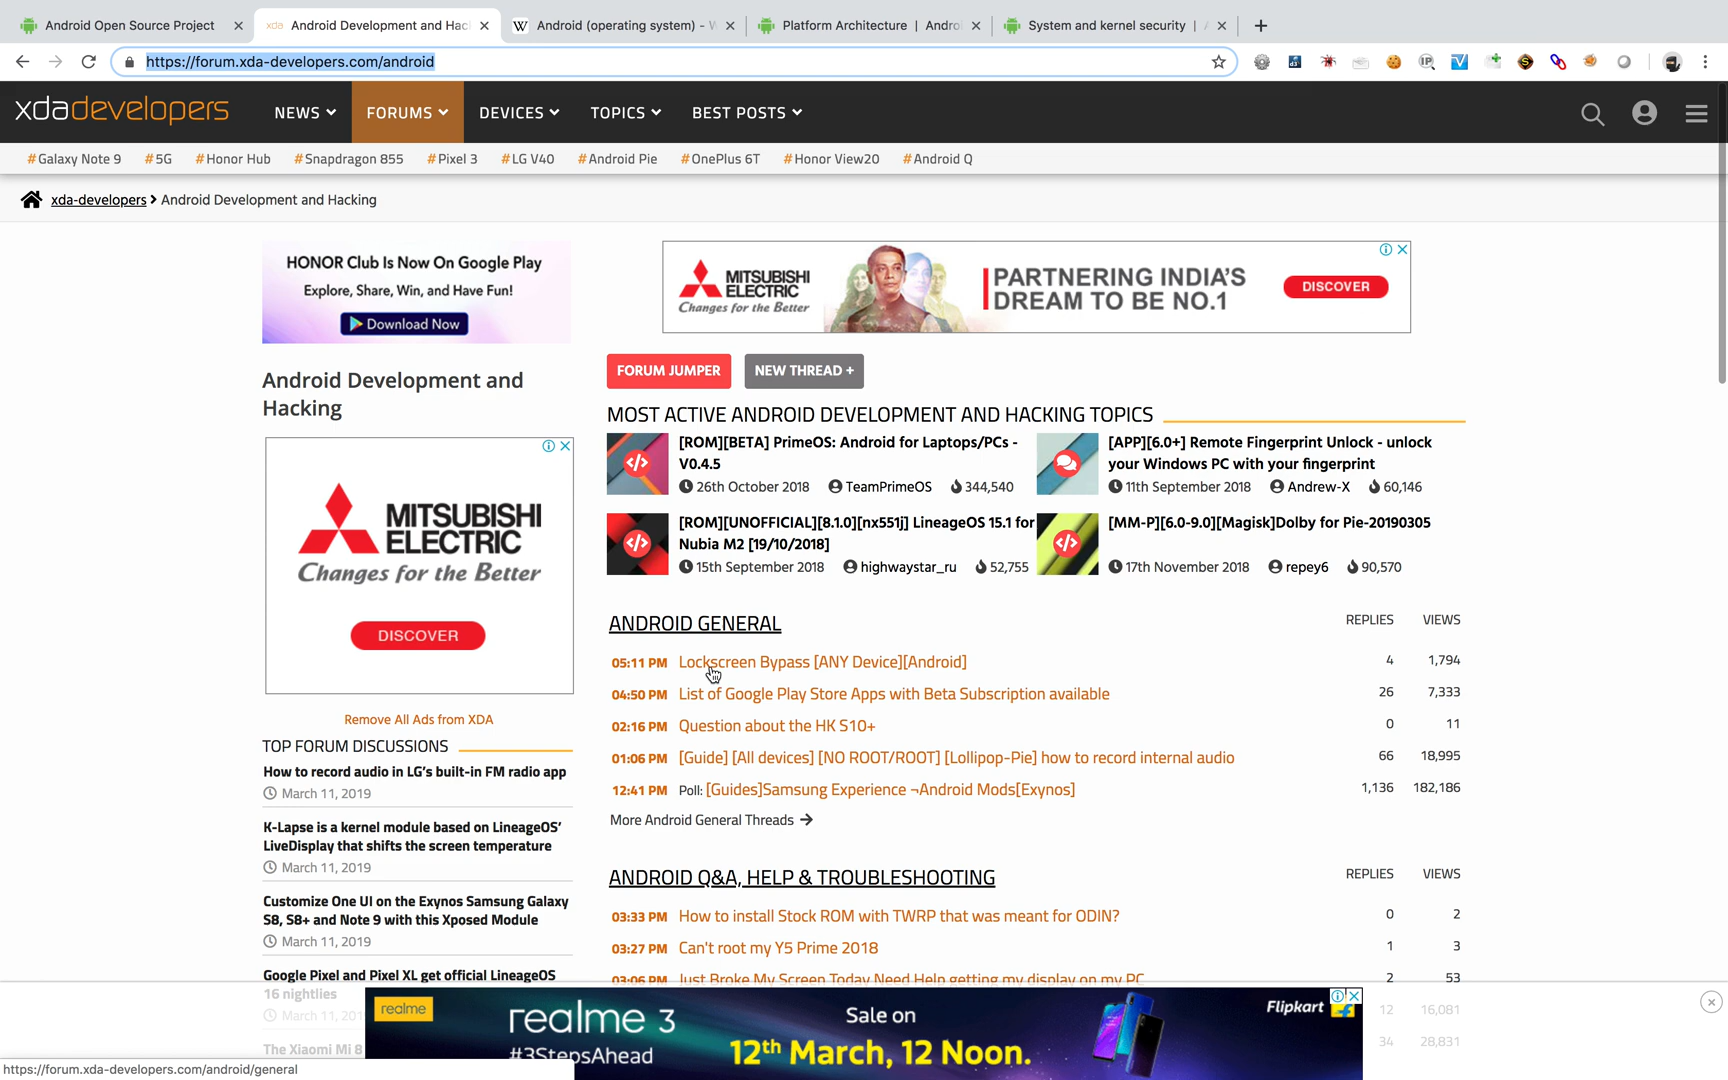 Android Open Source Project
Android Development and Hac
Android (operating system) - W
Platform Architecture | Andro
System and kernel security | A
https://forum.xda-developers.com/android
xdadevelopers
NEWS
FORUMS
DEVICES
TOPICS
BEST POSTS
#Galaxy Note 9
#5G
#Honor Hub
#Snapdragon 855
#Pixel 3
#LG V40
#Android Pie
#OnePlus 6T
#Honor View20
#Android Q
xda-developers > Android Development and Hacking
HONOR Club Is Now On Google Play
Explore, Share, Win, and Have Fun!
Download Now
MITSUBISHI
ELECTRIC
Changes for the Better
PARTNERING INDIA'S
DREAM TO BE NO.1
DISCOVER
Android Development and
Hacking
MITSUBISHI
ELECTRIC
Changes for the Better
DISCOVER
Remove All Ads from XDA
TOP FORUM DISCUSSIONS
How to record audio in LG's built-in FM radio app
March 11, 2019
K-Lapse is a kernel module based on LineageOS'
LiveDisplay that shifts the screen temperature
March 11, 2019
Customize One UI on the Exynos Samsung Galaxy
S8, S8+ and Note 9 with this Xposed Module
March 11, 2019
Google Pixel and Pixel XL get official LineageOS
16 nightlies
March 11, 201
The Xiaomi Mi 8
FORUM JUMPER
NEW THREAD +
MOST ACTIVE ANDROID DEVELOPMENT AND HACKING TOPICS
[ROM][BETA] PrimeOS: Android for Laptops/PCs -
V0.4.5
26th October 2018 TeamPrimeOS 344,540
[APP][6.0+] Remote Fingerprint Unlock - unlock
your Windows PC with your fingerprint
11th September 2018 Andrew-X 60,146
[ROM][UNOFFICIAL][8.1.0][nx551j] LineageOS 15.1 for
Nubia M2 [19/10/2018]
15th September 2018 highwaystar_ru 52,755
[MM-P][6.0-9.0][Magisk]Dolby for Pie-20190305
17th November 2018 repey6 90,570
ANDROID GENERAL REPLIES VIEWS
05:11 PM Lockscreen Bypass [ANY Device][Android] 4 1,794
04:50 PM List of Google Play Store Apps with Beta Subscription available 26 7,333
02:16 PM Question about the HK S10+ 0 11
01:06 PM [Guide] [All devices] [NO ROOT/ROOT] [Lollipop-Pie] how to record internal audio 66 18,995
12:41 PM Poll: [Guides]Samsung Experience ¬Android Mods[Exynos] 1,136 182,186
More Android General Threads
ANDROID Q&A, HELP & TROUBLESHOOTING REPLIES VIEWS
03:33 PM How to install Stock ROM with TWRP that was meant for ODIN? 0 2
03:27 PM Can't root my Y5 Prime 2018 1 3
03:06 PM Just Broke My Screen Today Need Help getting my display on my PC 2 53
12 16,081
34 28,831
realme
realme 3
#3StepsAhead
Sale on
12th March, 12 Noon.
Flipkart
https://forum.xda-developers.com/android/general